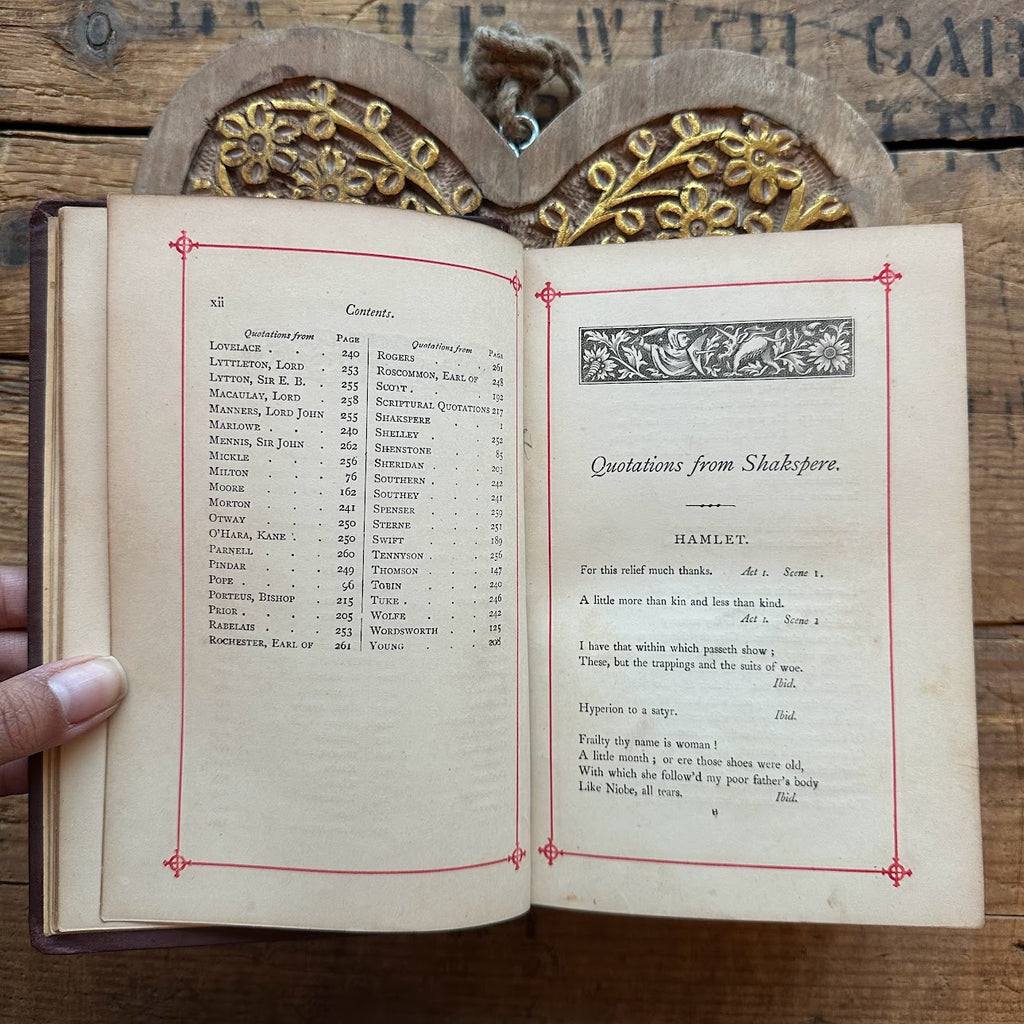 WITH CAR
xii
Contents.
Quotations from PAGE
LOVELACE . . . 240
LYTTLETON, LORD . 253
LYTTON, SIR E. B. . 255
MACAULAY, LORD . 258
MANNERS, LORD JOHN 255
MARLOWE . . . 240
MENNIS, SIR JOHN . 262
MICKLE . . . 256
MILTON . . . 76
MOORE . . . 162
MORTON . . . 241
OTWAY . . . 250
O'HARA, KANE . . 250
PARNELL . . . 260
PINDAR . . . 249
POPE . . . . 96
PORTEUS, BISHOP . 215
PRIOR . . . . 205
RABELAIS . . . 253
ROCHESTER, EARL OF 261
Quotations from PAGE
ROGERS . . . 261
ROSCOMMON, EARL OF 248
SCOTT . . . 192
SCRIPTURAL QUOTATIONS 217
SHAKSPERE . . 1
SHELLEY . . . 252
SHENSTONE . . 85
SHERIDAN . . . 203
SOUTHERN . . . 242
SOUTHEY . . . 241
SPENSER . . . 259
STERNE . . . 251
SWIFT . . . 189
TENNYSON . . . 256
THOMSON . . . 147
TOBIN . . . 240
TUKE . . . . 246
WOLFE . . . 242
WORDSWORTH . . 125
YOUNG . . . 208
Quotations from Shakspere.
HAMLET.
For this relief much thanks. Act 1. Scene 1.
A little more than kin and less than kind.
Act 1. Scene 2
I have that within which passeth show ;
These, but the trappings and the suits of woe.
Ibid.
Hyperion to a satyr. Ibid.
Frailty thy name is woman !
A little month ; or ere those shoes were old,
With which she follow'd my poor father's body
Like Niobe, all tears. Ibid.
B